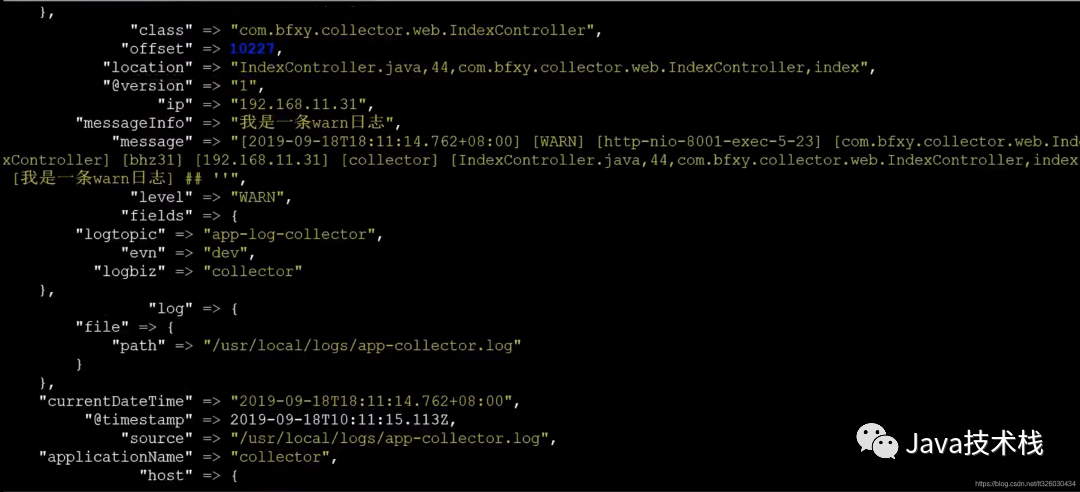 },
"class" => "com.bfxy.collector.web.IndexController",
"offset" => 10227,
"location" => "IndexController.java,44,com.bfxy.collector.web.IndexController,index",
"@version" => "1",
"ip" => "192.168.11.31",
"messageInfo" => "我是一条warn日志",
"message" => "[2019-09-18T18:11:14.762+08:00] [WARN] [http-nio-8001-exec-5-23] [com.bfxy.collector.web.Inde
xController] [bhz31] [192.168.11.31] [collector] [IndexController.java,44,com.bfxy.collector.web.IndexController,index
[我是一条warn日志] ## ''",
"level" => "WARN",
"fields" => {
"logtopic" => "app-log-collector",
"evn" => "dev",
"logbiz" => "collector"
},
"log" => {
"file" => {
"path" => "/usr/local/logs/app-collector.log"
}
},
"currentDateTime" => "2019-09-18T18:11:14.762+08:00",
"@timestamp" => 2019-09-18T10:11:15.113Z,
"source" => "/usr/local/logs/app-collector.log",
"applicationName" => "collector",
"host" => {
Java技术栈
https://blog.csdn.net/lt326030434